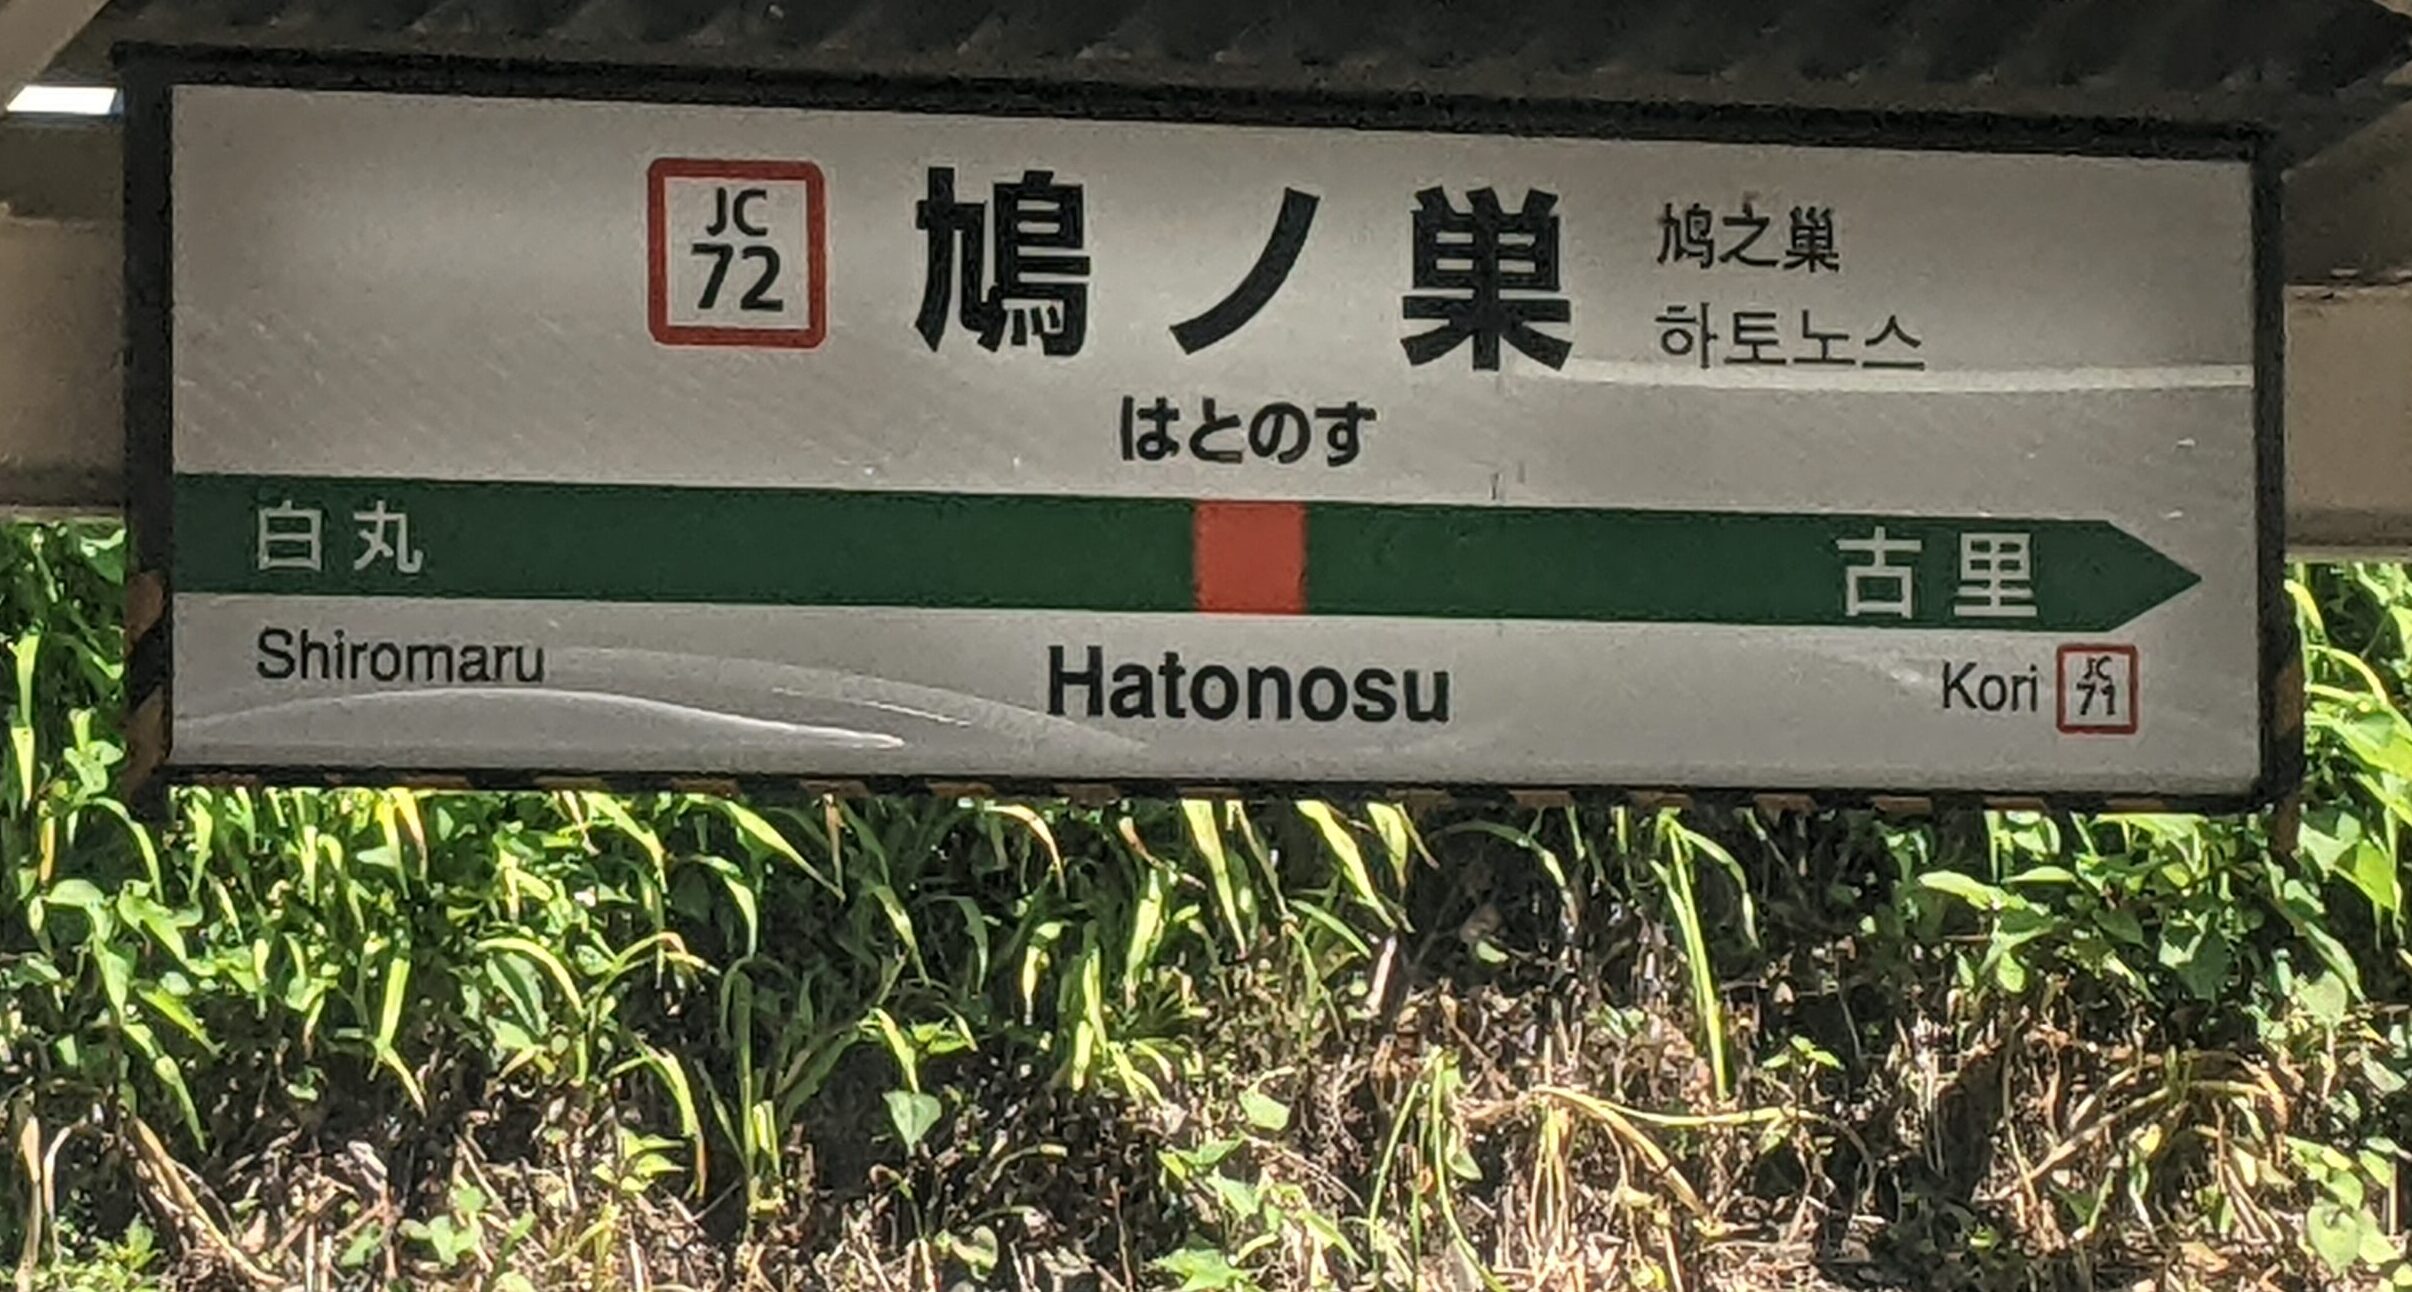 JC
72
鳩ノ巣
鸠之巢
하토노스
はとのす
白丸
古里
Shiromaru
Hatonosu
Kori
JC
71